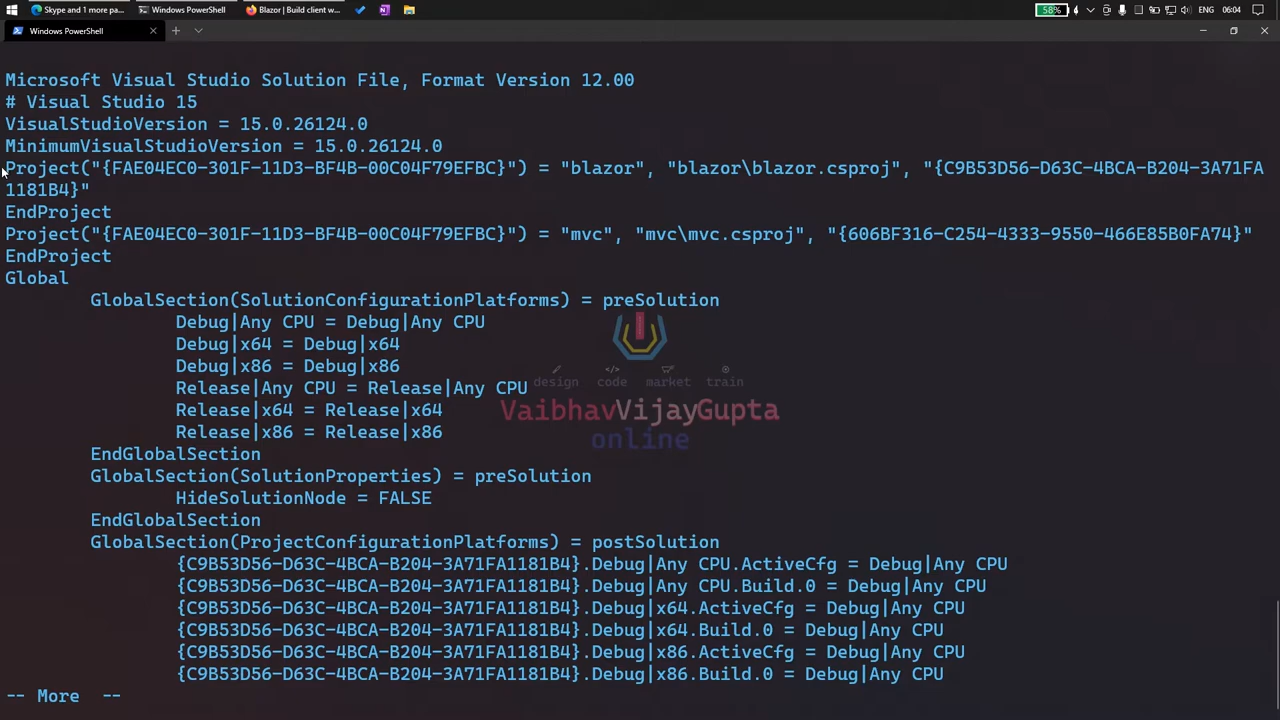 Skype and 1 more pa...
Windows PowerShell
Blazor | Build client w
58%
ENG
06:04
Windows PowerShell
Microsoft Visual Studio Solution File, Format Version 12.00
# Visual Studio 15
VisualStudioVersion = 15.0.26124.0
MinimumVisualStudioVersion = 15.0.26124.0
Project("{FAE04EC0-301F-11D3-BF4B-00C04F79EFBC}") = "blazor", "blazor\blazor.csproj", "{C9B53D56-D63C-4BCA-B204-3A71FA
1181B4}"
EndProject
Project("{FAE04EC0-301F-11D3-BF4B-00C04F79EFBC}") = "mvc", "mvc\mvc.csproj", "{606BF316-C254-4333-9550-466E85B0FA74}"
EndProject
Global
GlobalSection(SolutionConfigurationPlatforms) = preSolution
Debug|Any CPU = Debug|Any CPU
Debug|x64 = Debug|x64
Debug|x86 = Debug|x86
Release|Any CPU = Release|Any CPU
Release|x64 = Release|x64
Release|x86 = Release|x86
design code market train
VaibhavVijayGupta
online
EndGlobalSection
GlobalSection(SolutionProperties) = preSolution
HideSolutionNode = FALSE
EndGlobalSection
GlobalSection(ProjectConfigurationPlatforms) = postSolution
{C9B53D56-D63C-4BCA-B204-3A71FA1181B4}.Debug|Any CPU.ActiveCfg = Debug|Any CPU
{C9B53D56-D63C-4BCA-B204-3A71FA1181B4}.Debug|Any CPU.Build.0 = Debug|Any CPU
{C9B53D56-D63C-4BCA-B204-3A71FA1181B4}.Debug|x64.ActiveCfg = Debug|Any CPU
{C9B53D56-D63C-4BCA-B204-3A71FA1181B4}.Debug|x64.Build.0 = Debug|Any CPU
{C9B53D56-D63C-4BCA-B204-3A71FA1181B4}.Debug|x86.ActiveCfg = Debug|Any CPU
{C9B53D56-D63C-4BCA-B204-3A71FA1181B4}.Debug|x86.Build.0 = Debug|Any CPU
-- More --